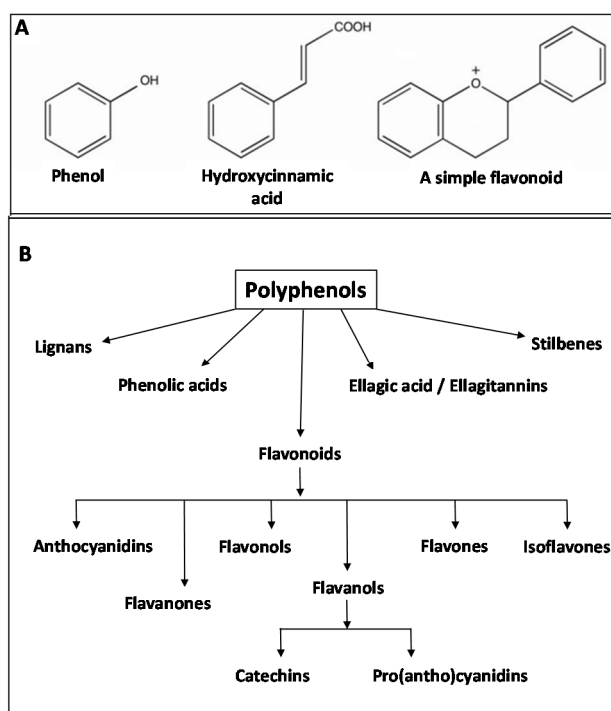 A
COOH
OH
+
O
Phenol
Hydroxycinnamic
acid
A simple flavonoid
B
Polyphenols
Lignans
Stilbenes
Phenolic acids
Ellagic acid / Ellagitannins
Flavonoids
Anthocyanidins
Flavonols
Flavones
Isoflavones
Flavanones
Flavanols
Catechins
Pro(antho)cyanidins